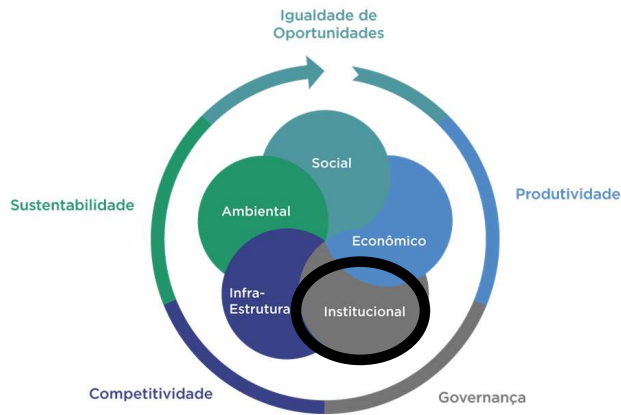 Igualdade de
Oportunidades
Social
Sustentabilidade
Ambiental
Produtividade
Econômico
Infra-
Estrutura
Institucional
Competitividade
Governança